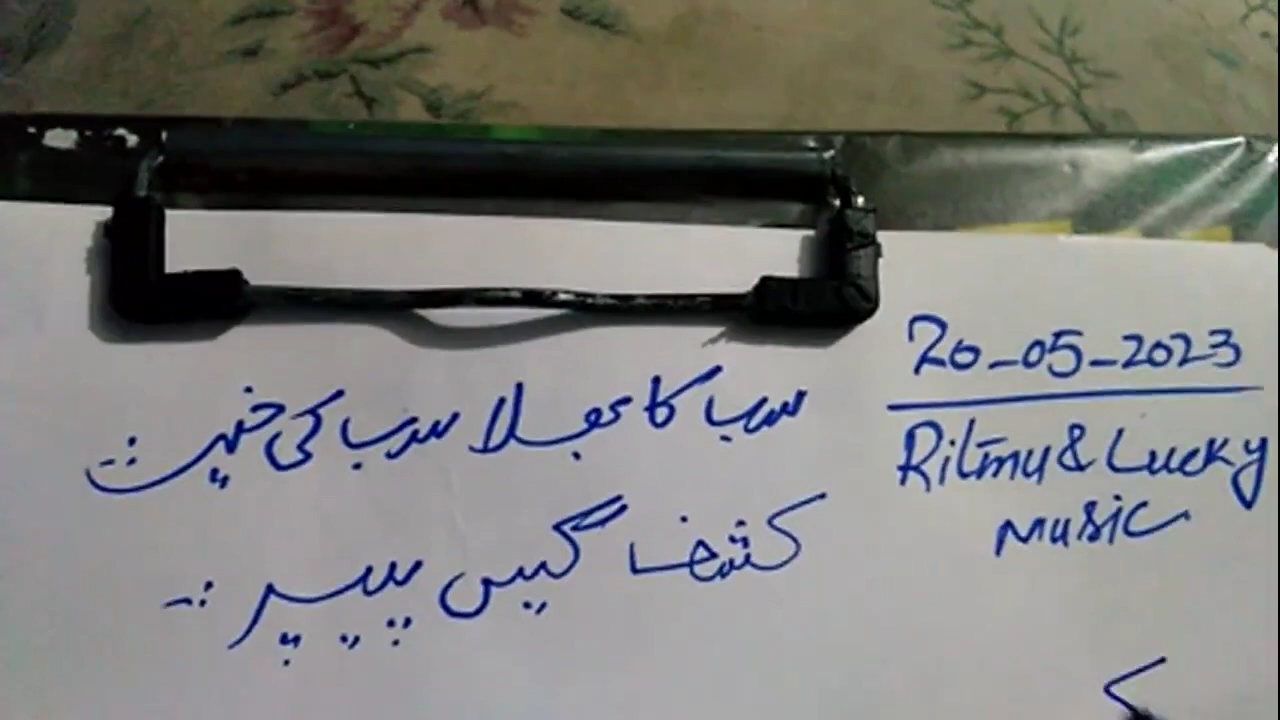 20-05-2023
Ritmu & Lucky
Music
سب کا بھلا سب کی خیر
کشف گیس پیپر